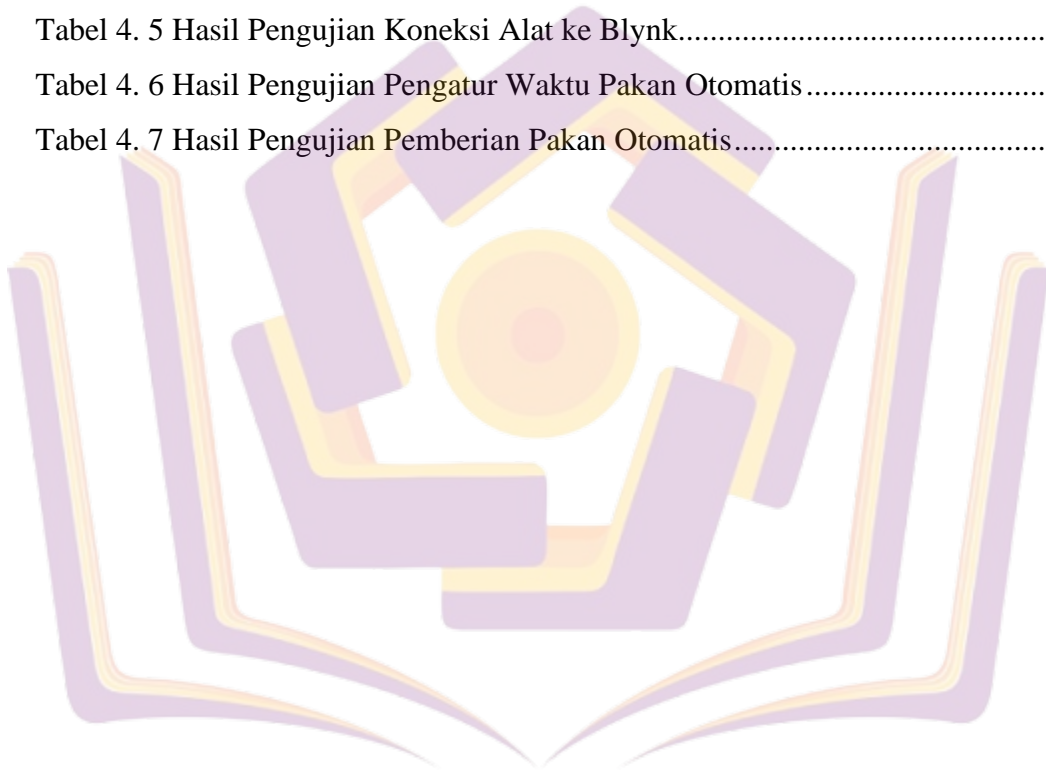 Tabel 4. 5 Hasil Pengujian Koneksi Alat ke Blynk..............................................
Tabel 4. 6 Hasil Pengujian Pengatur Waktu Pakan Otomatis..............................
Tabel 4. 7 Hasil Pengujian Pemberian Pakan Otomatis.......................................